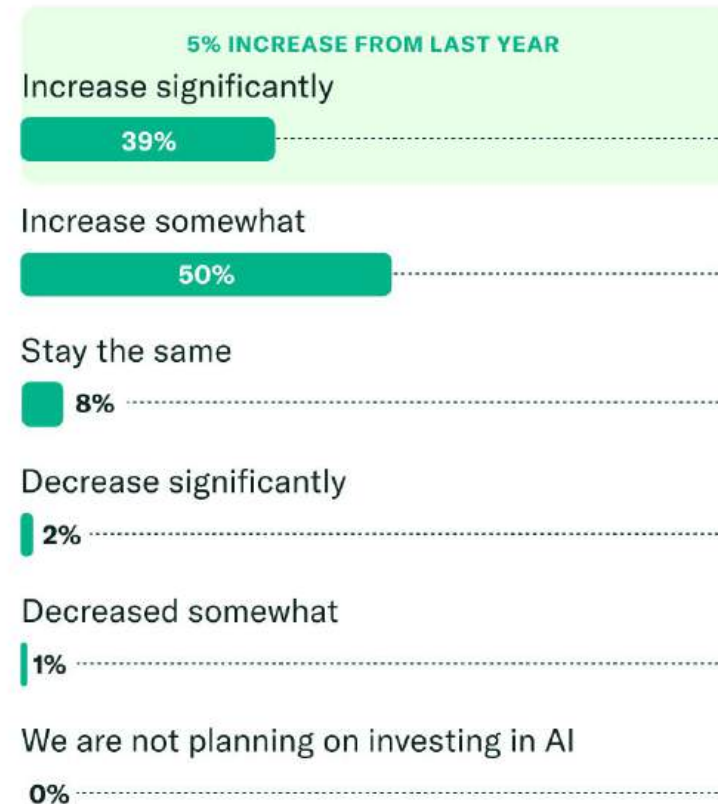 5% INCREASE FROM LAST YEAR
Increase significantly
39%
Increase somewhat
50%
Stay the same
8%
Decrease significantly
2%
Decreased somewhat
1%
We are not planning on investing in AI
0%